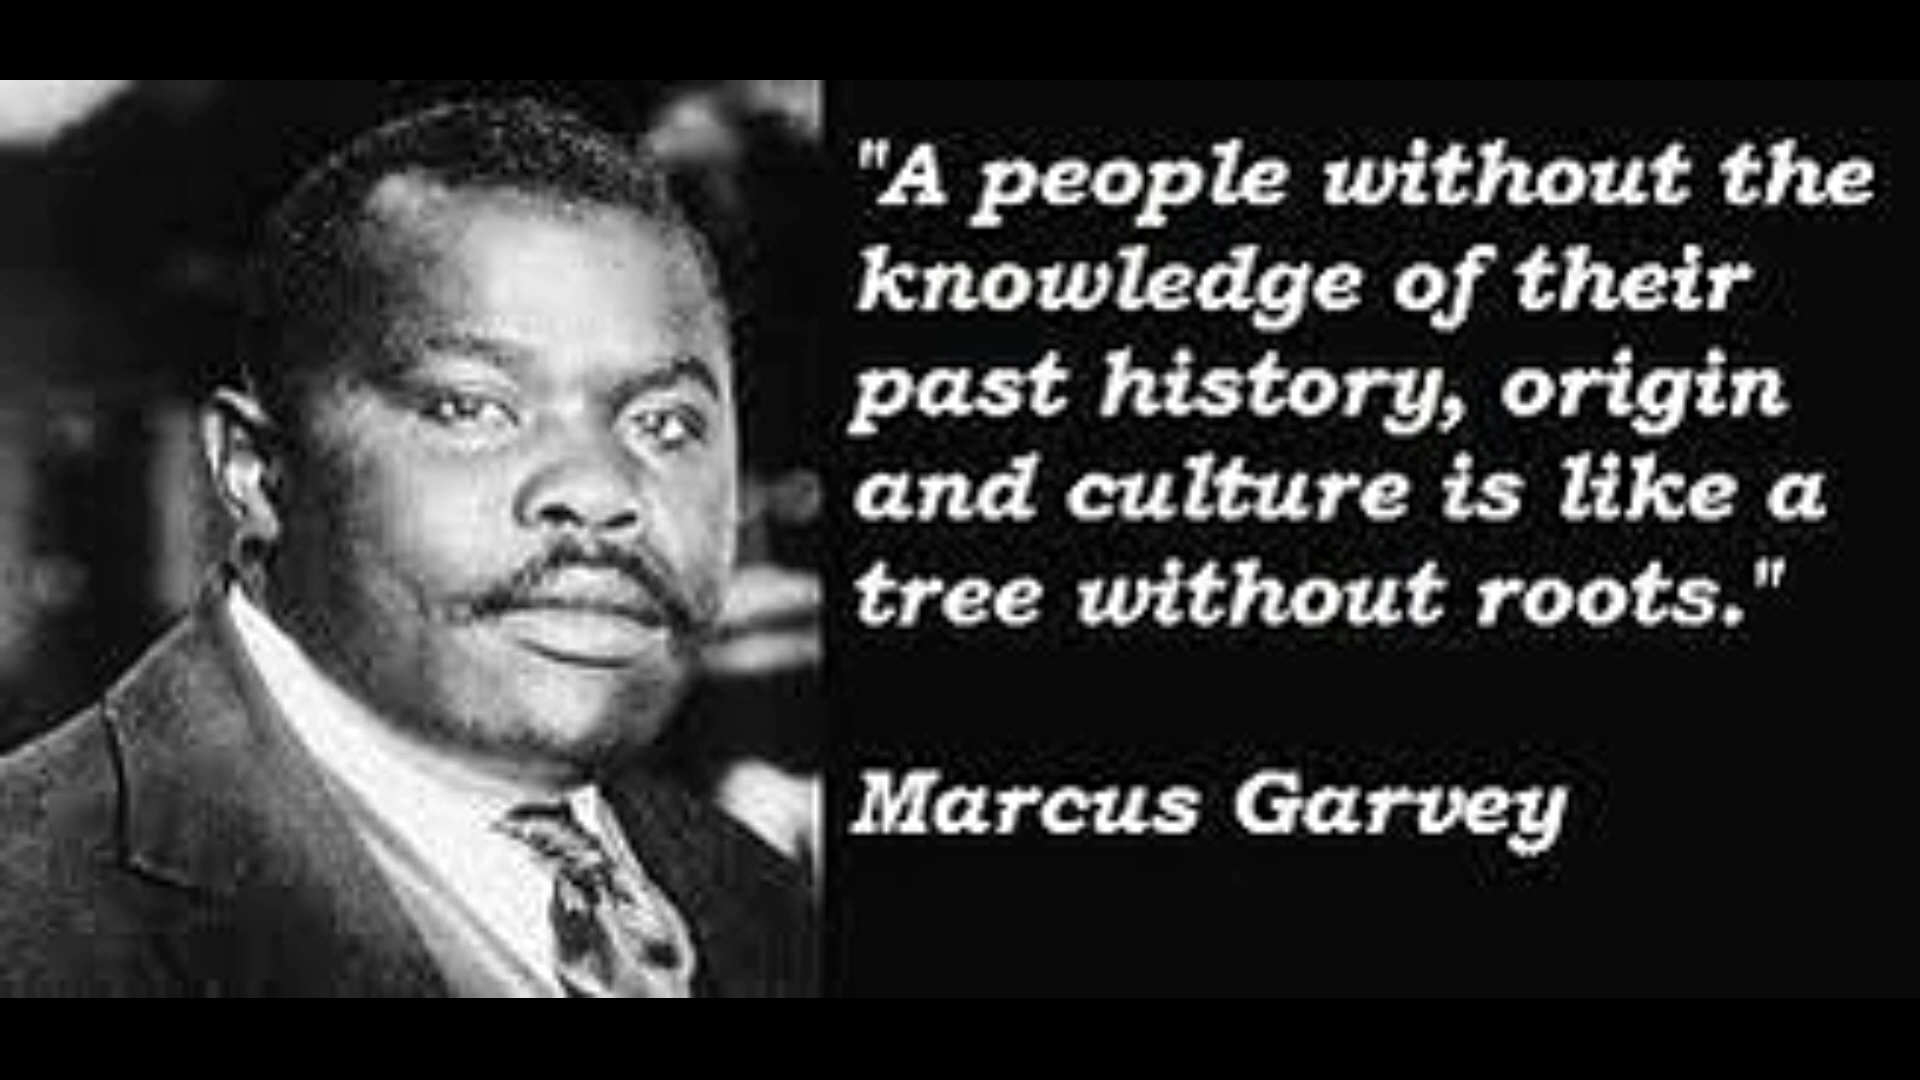 "A people without the
knowledge of their
past history, origin
and culture is like a
tree without roots."
Marcus Garvey